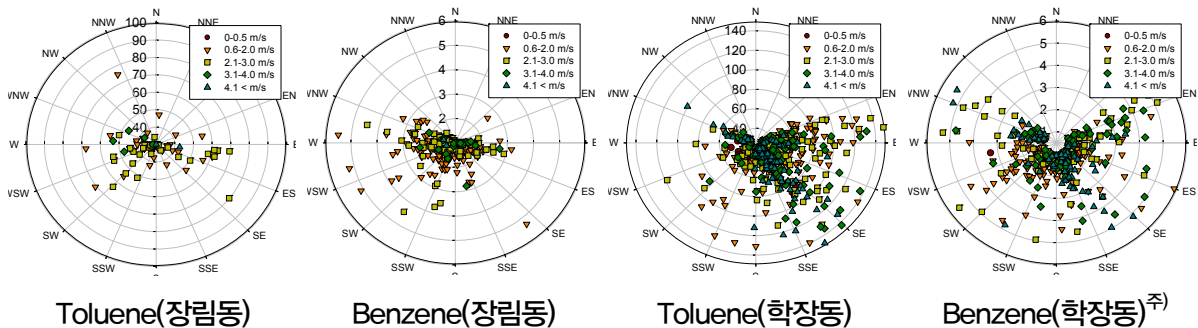 N N N N
NNW NNE NNW NNE NNW NNE NNW NNE
NW NW NW NW
WNW EN WNW EN WNW EN WNW EN
W E W E W E W E
WSW ES WSW ES WSW ES WSW ES
SW SE SW SE SW SE SW SE
SSW SSE SSW SSE SSW SSE SSW SSE
100
90
80
70
60
50
40
6
5
4
3
2
140
120
100
80
60
40
6
5
4
3
2
0-0.5 m/s
0.6-2.0 m/s
2.1-3.0 m/s
3.1-4.0 m/s
4.1 < m/s
0-0.5 m/s
0.6-2.0 m/s
2.1-3.0 m/s
3.1-4.0 m/s
4.1 < m/s
0-0.5 m/s
0.6-2.0 m/s
2.1-3.0 m/s
3.1-4.0 m/s
4.1 < m/s
0-0.5 m/s
0.6-2.0 m/s
2.1-3.0 m/s
3.1-4.0 m/s
4.1 < m/s
Toluene(장림동) Benzene(장림동) Toluene(학장동) Benzene(학장동)주)